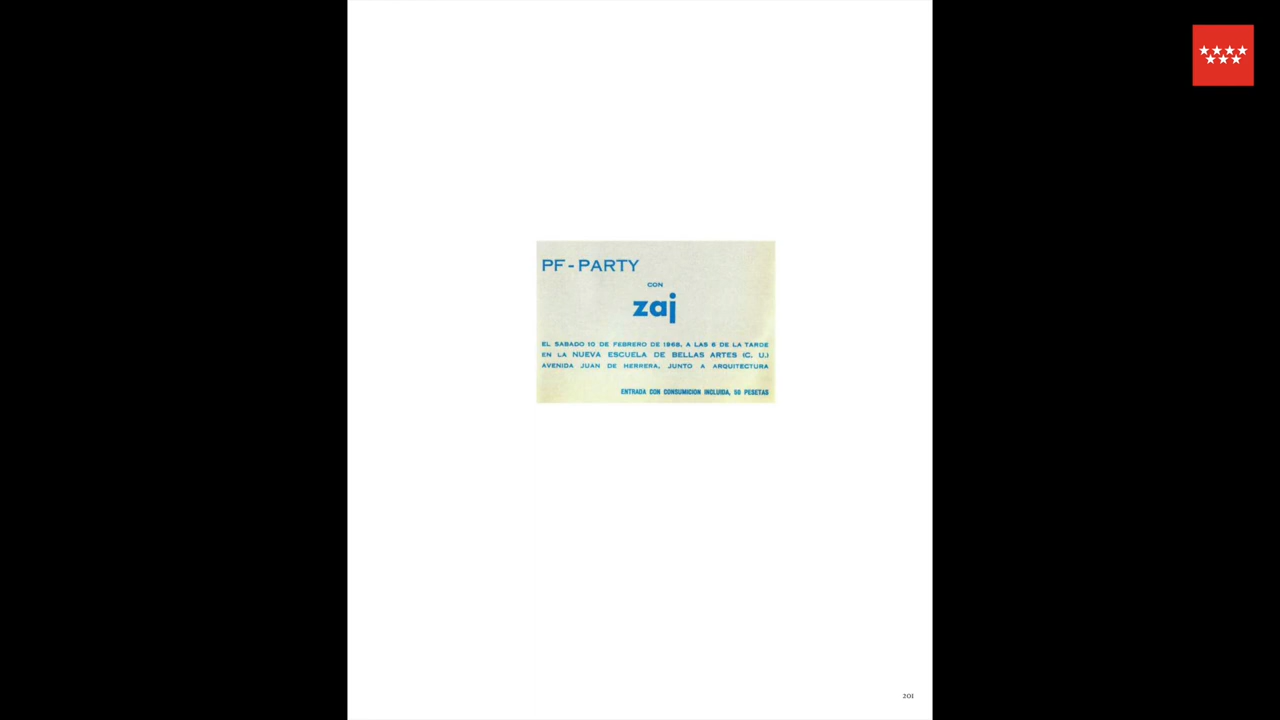 PF - PARTY
CON
zaj
EL SABADO 10 DE FEBRERO DE 1968, A LAS 6 DE LA TARDE
EN LA NUEVA ESCUELA DE BELLAS ARTES (C. U.)
AVENIDA JUAN DE HERRERA, JUNTO A ARQUITECTURA
ENTRADA CON CONSUMICION INCLUIDA, 50 PESETAS
201